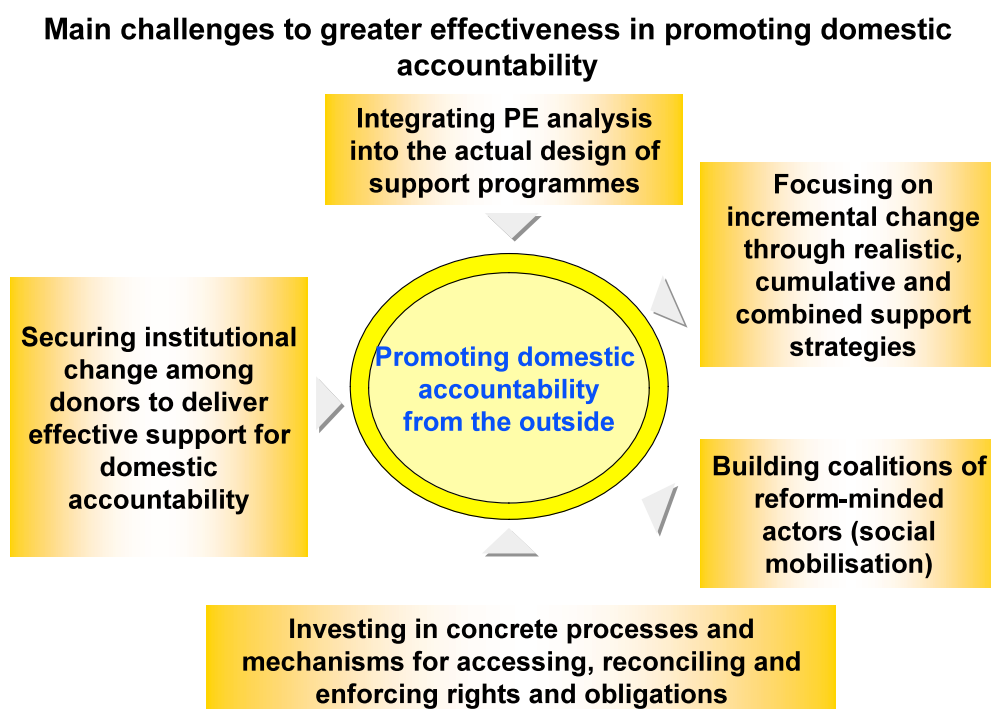 Main challenges to greater effectiveness in promoting domestic
accountability
Integrating PE analysis
into the actual design of
support programmes
Focusing on
incremental change
through realistic,
cumulative and
combined support
strategies
Securing institutional
change among
donors to deliver
effective support for
domestic
accountability
Promoting domestic
accountability
from the outside
Building coalitions of
reform-minded
actors (social
mobilisation)
Investing in concrete processes and
mechanisms for accessing, reconciling and
enforcing rights and obligations